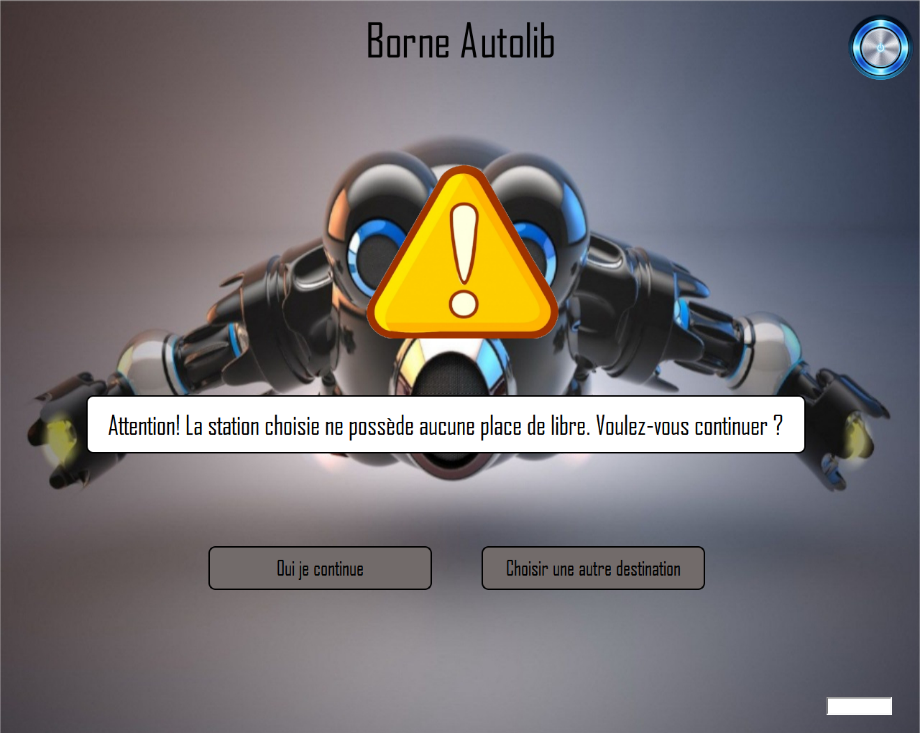 Borne Autolib
Attention! La station choisie ne possède aucune place de libre. Voulez-vous continuer ?
Oui je continue
Choisir une autre destination